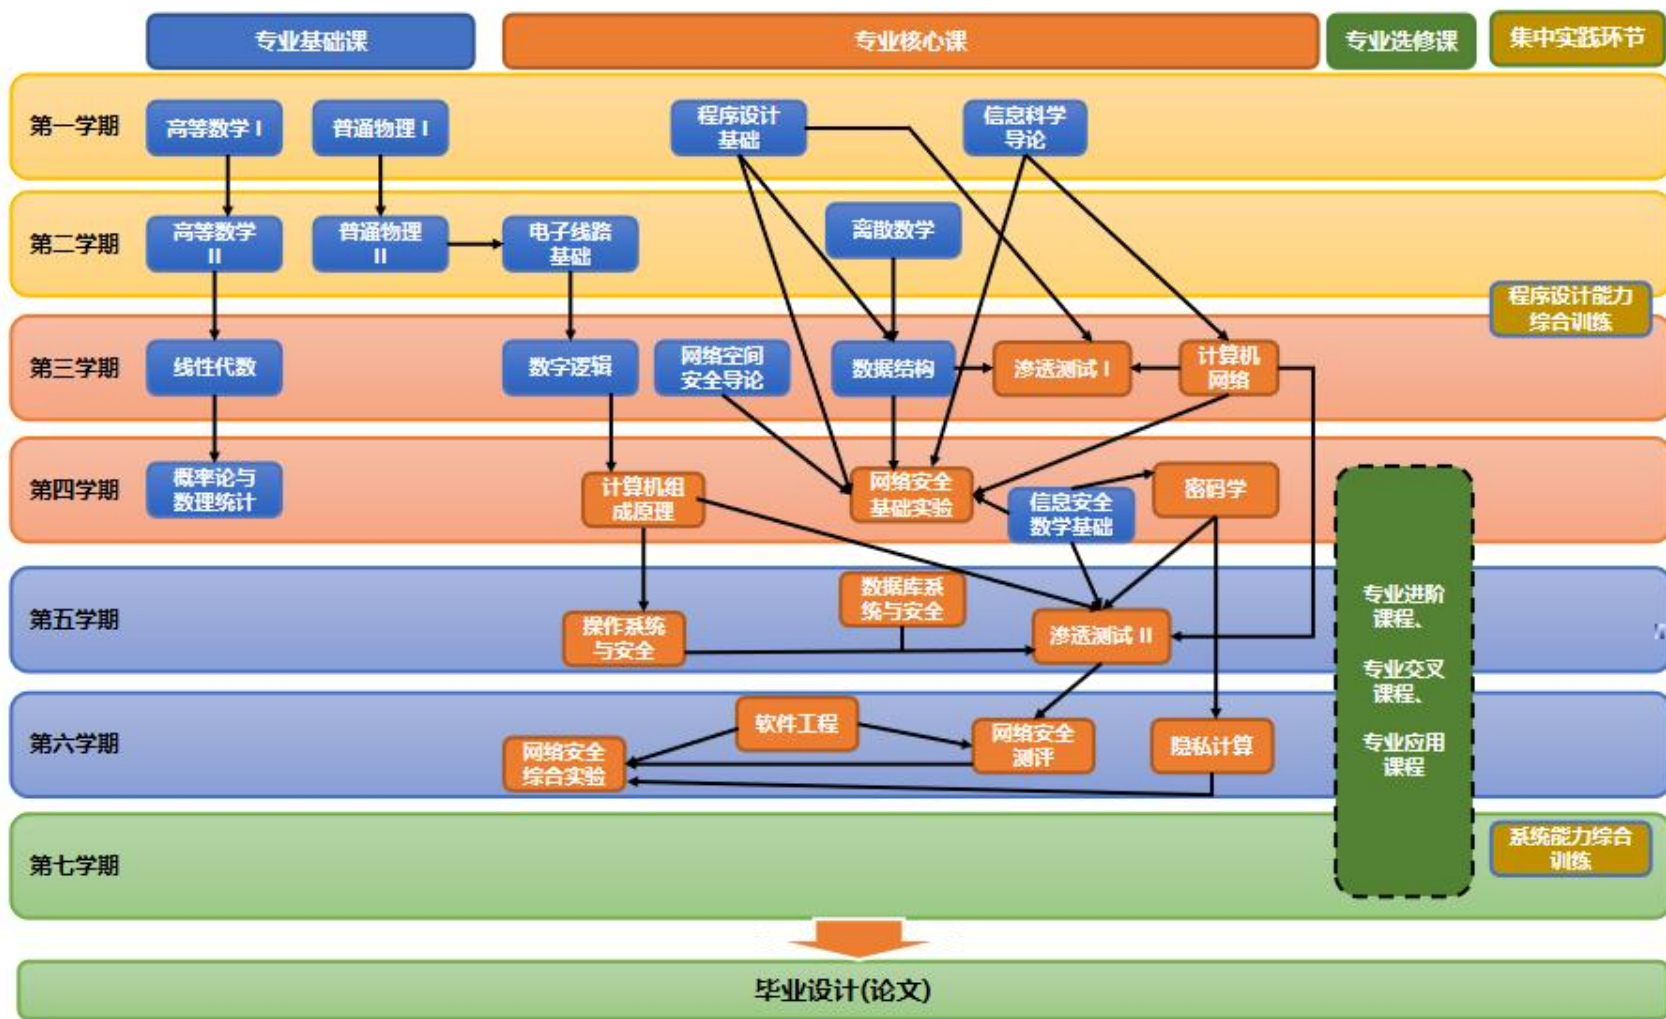 专业基础课
专业核心课
专业选修课
集中实践环节
第一学期
高等数学 I
普通物理 I
程序设计
基础
信息科学
导论
第二学期
高等数学
II
普通物理
II
电子线路
基础
离散数学
程序设计能力
综合训练
第三学期
线性代数
数字逻辑
网络空间
安全导论
数据结构
渗透测试 I
计算机
网络
第四学期
概率论与
数理统计
计算机组
成原理
网络安全
基础实验
信息安全
数学基础
密码学
第五学期
操作系统
与安全
数据库系
统与安全
渗透测试 II
专业进阶
课程、
专业交叉
课程、
专业应用
课程
第六学期
网络安全
综合实验
软件工程
网络安全
测评
隐私计算
第七学期
系统能力综合
训练
毕业设计(论文)